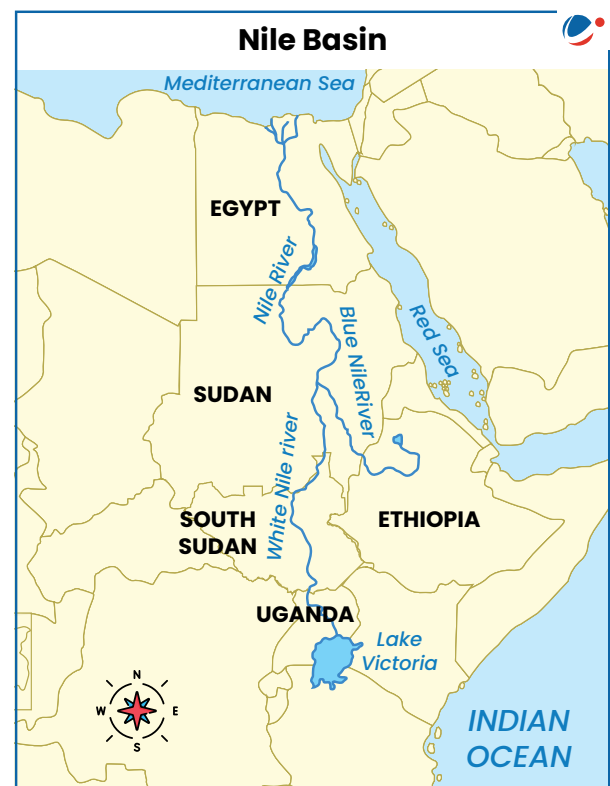 Nile Basin
Mediterranean Sea
EGYPT
Nile River
Red Sea
Blue NileRiver
SUDAN
White Nile river
SOUTH
SUDAN
ETHIOPIA
UGANDA
Lake
Victoria
N
W
E
S
INDIAN
OCEAN